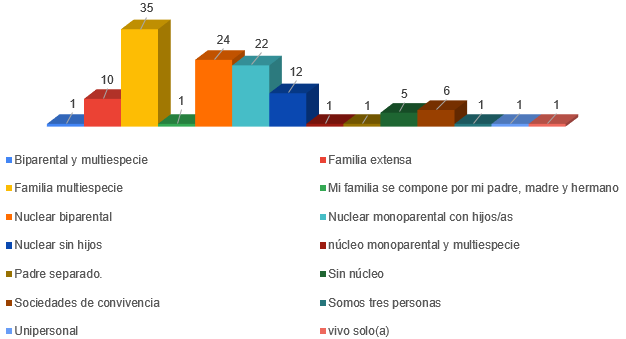 35
24
22
12
10
6
5
1
1
1
1
1
1
1
Biparental y multiespecie
Familia extensa
Familia multiespecie
Mi familia se compone por mi padre, madre y hermano
Nuclear biparental
Nuclear monoparental con hijos/as
Nuclear sin hijos
núcleo monoparental y multiespecie
Padre separado.
Sin núcleo
Sociedades de convivencia
Somos tres personas
Unipersonal
vivo solo(a)